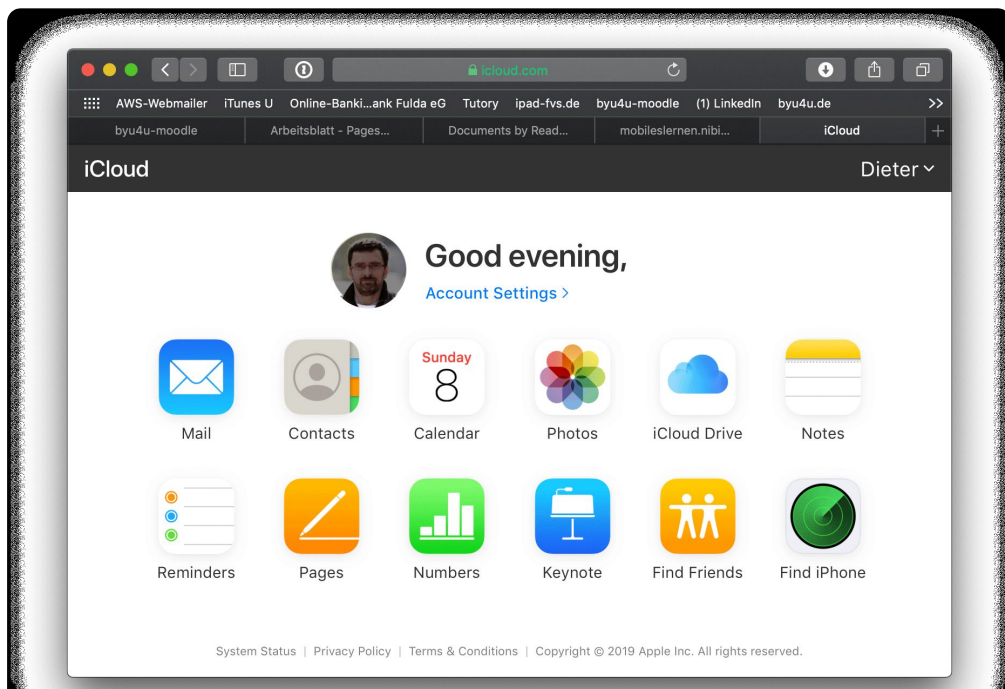 icloud.com
AWS-Webmailer iTunes U Online-Banki...ank Fulda eG Tutory ipad-fvs.de byu4u-moodle (1) LinkedIn byu4u.de >>
byu4u-moodle Arbeitsblatt - Pages... Documents by Read... mobileslernen.nibi... iCloud +
iCloud Dieter
Good evening,
Account Settings >
Sunday
8
Mail Contacts Calendar Photos iCloud Drive Notes
Reminders Pages Numbers Keynote Find Friends Find iPhone
System Status | Privacy Policy | Terms & Conditions | Copyright © 2019 Apple Inc. All rights reserved.